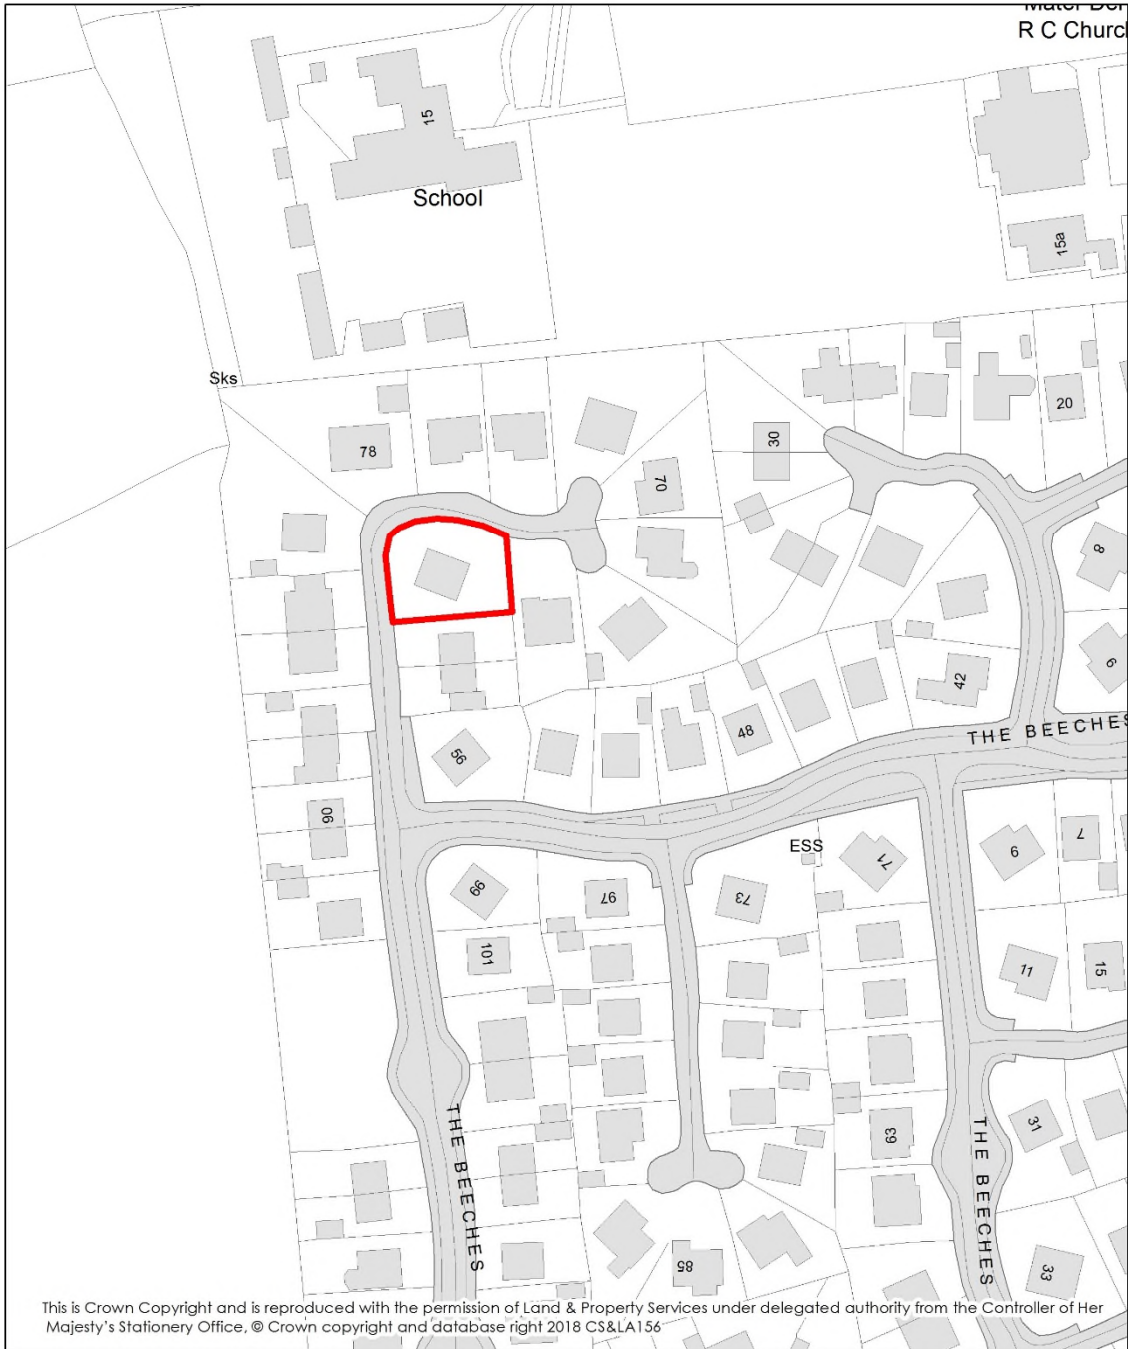 R C Church
15
School
15a
Sks
20
78
30
70
8
6
42
THE BEECHES
48
56
90
ESS
71
9
7
99
97
73
101
11
15
THE BEECHES
63
31
THE BEECHES
85
33
This is Crown Copyright and is reproduced with the permission of Land & Property Services under delegated authority from the Controller of Her
Majesty's Stationery Office, © Crown copyright and database right 2018 CS&LA156